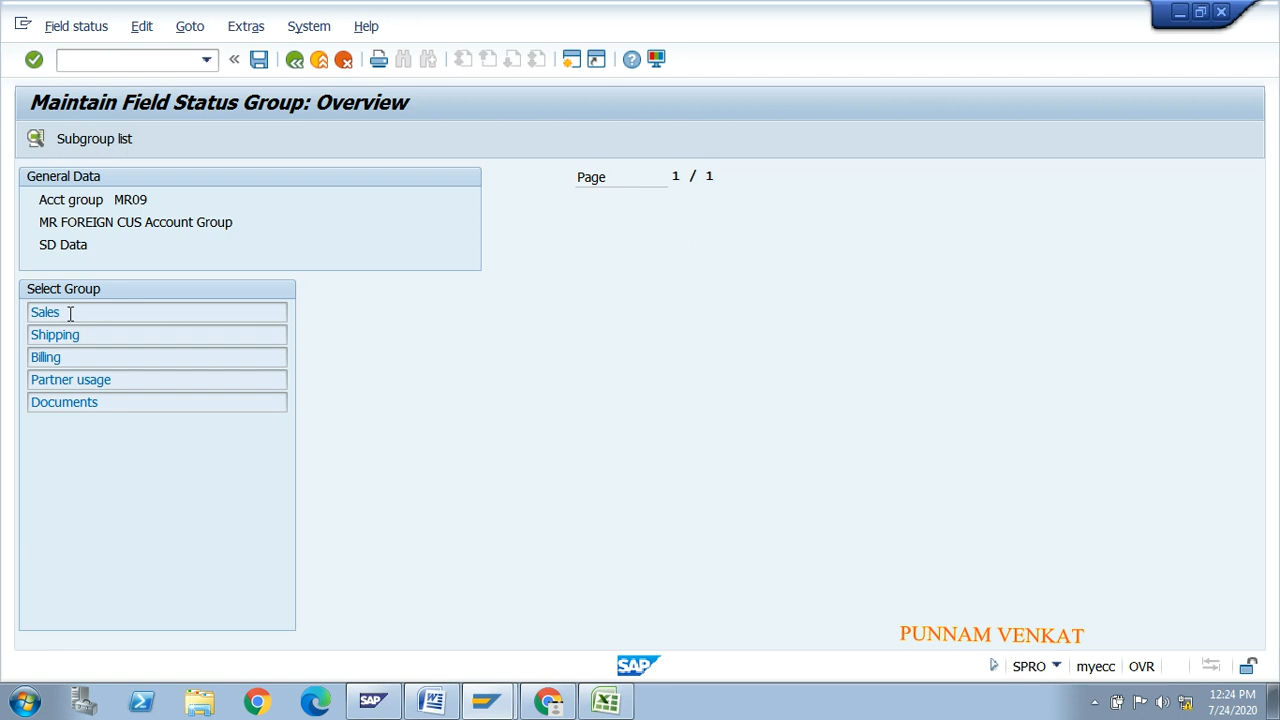 Field status Edit Goto Extras System Help
Maintain Field Status Group: Overview
Subgroup list
General Data
Page 1 / 1
Acct group MR09
MR FOREIGN CUS Account Group
SD Data
Select Group
Sales
Shipping
Billing
Partner usage
Documents
PUNNAM VENKAT
SAP
SPRO myecc OVR
SAP
12:24 PM
7/24/2020